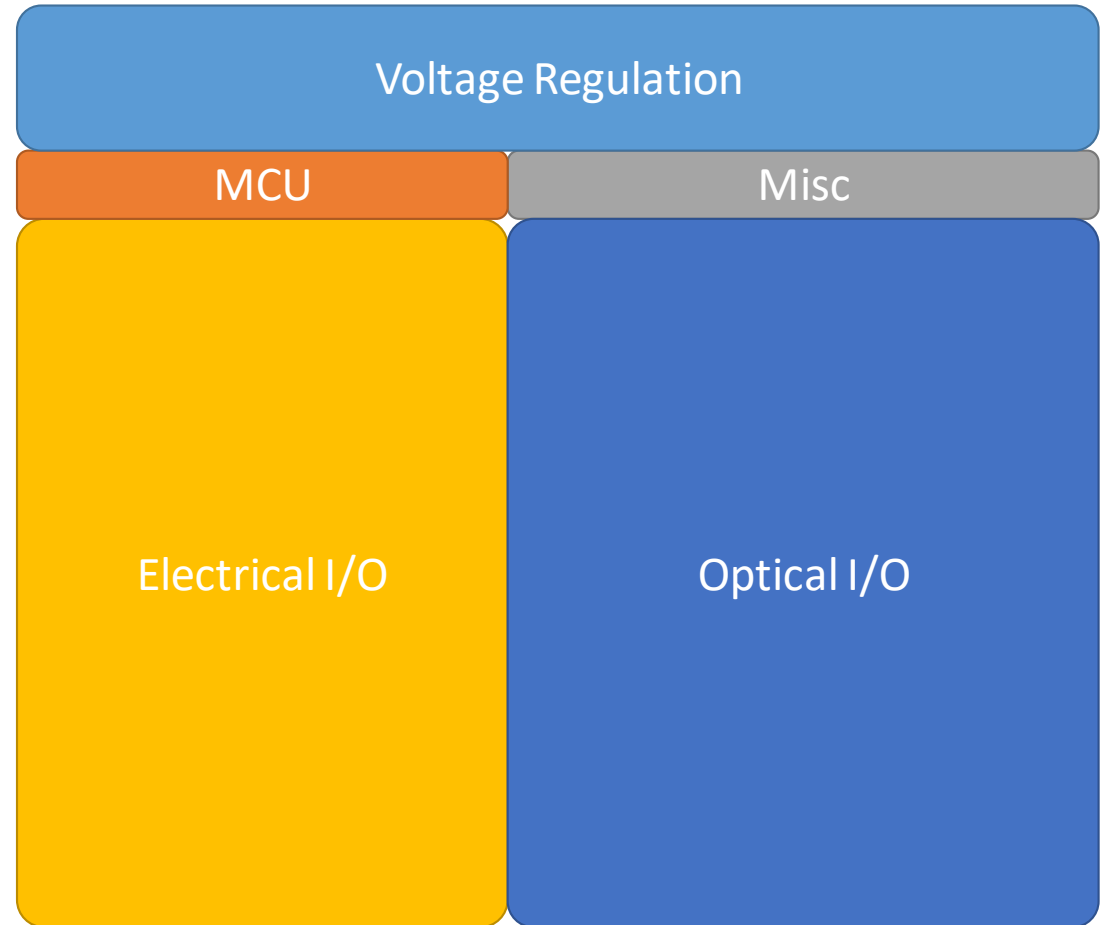 Voltage Regulation
MCU
Misc
Electrical I/O
Optical I/O